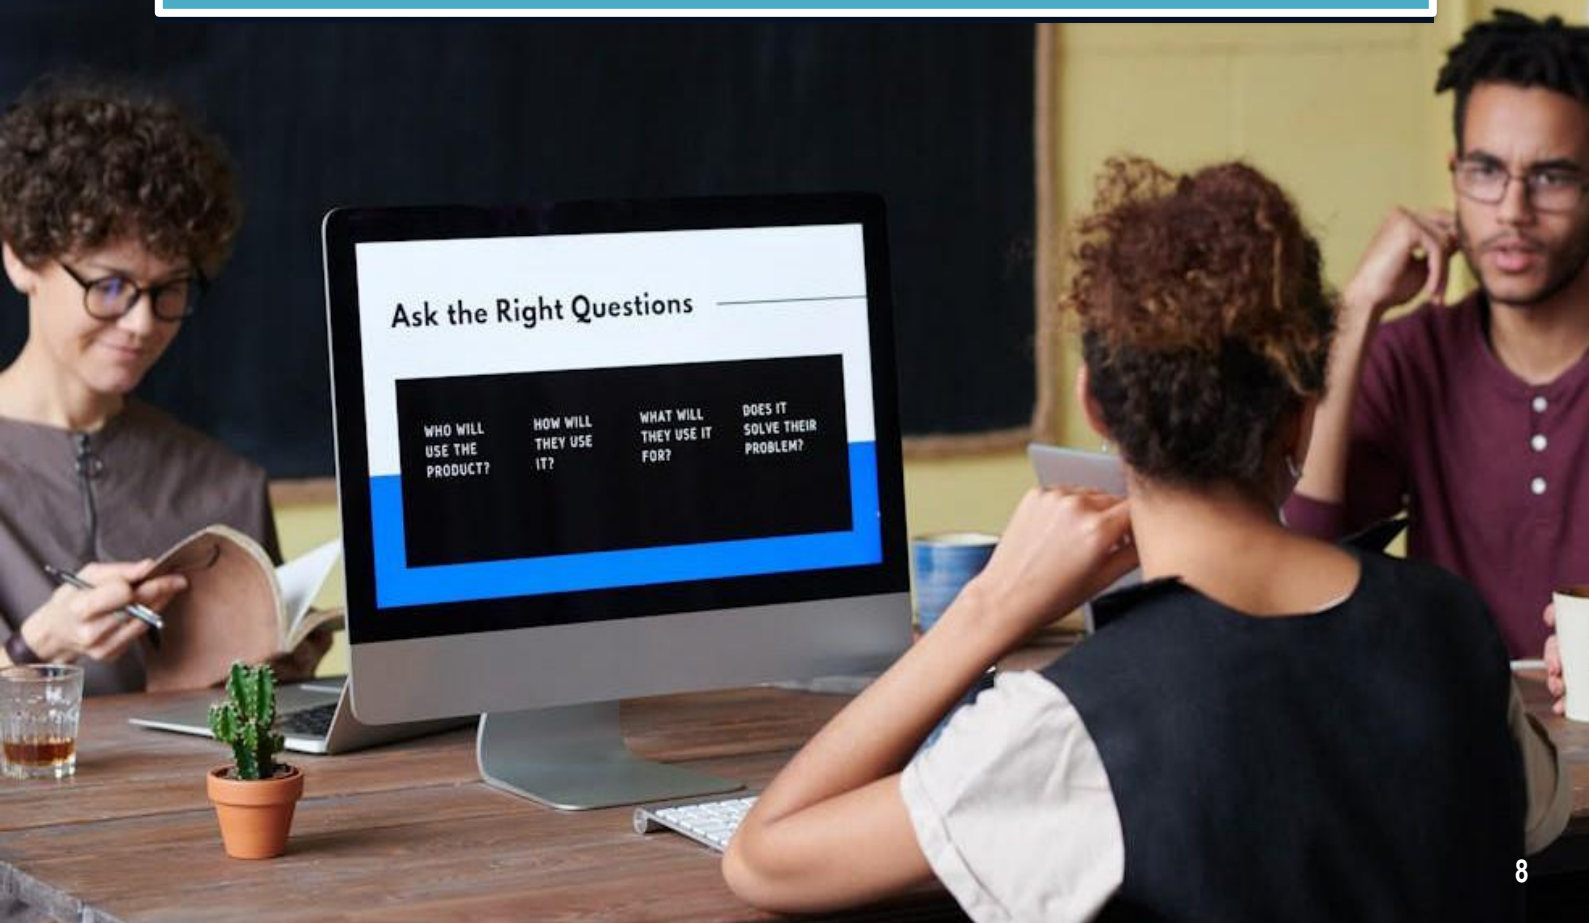 Ask the Right Questions
WHO WILL
USE THE
PRODUCT?
HOW WILL
THEY USE
IT?
WHAT WILL
THEY USE IT
FOR?
DOES IT
SOLVE THEIR
PROBLEM?
8